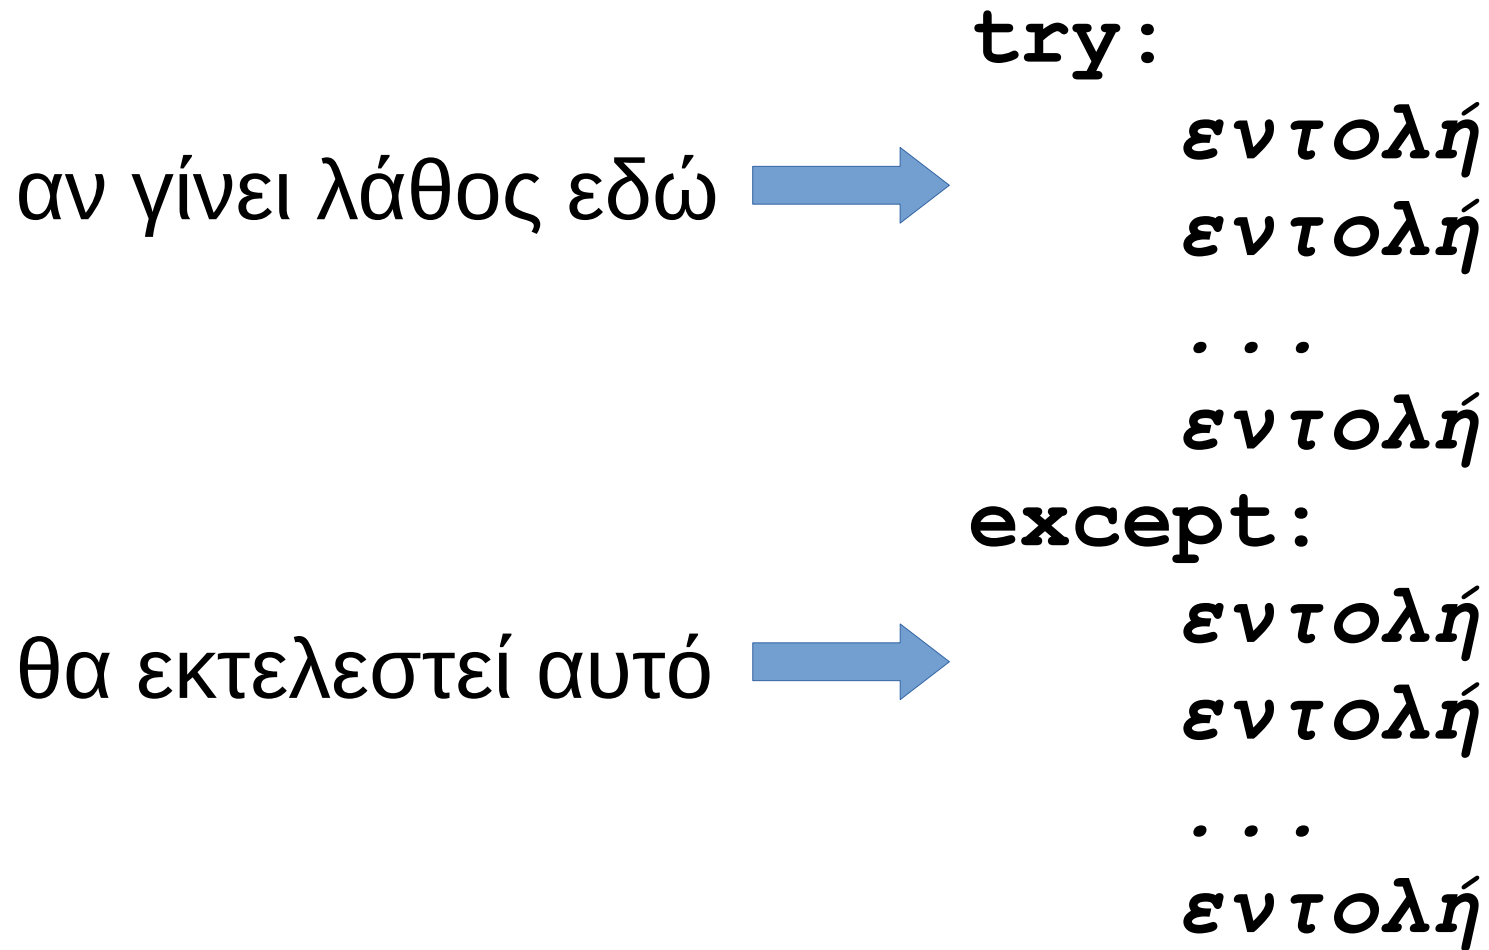 try:
εντολή
αν γίνει λάθος εδώ
εντολή
...
εντολή
except:
εντολή
θα εκτελεστεί αυτό
εντολή
...
εντολή